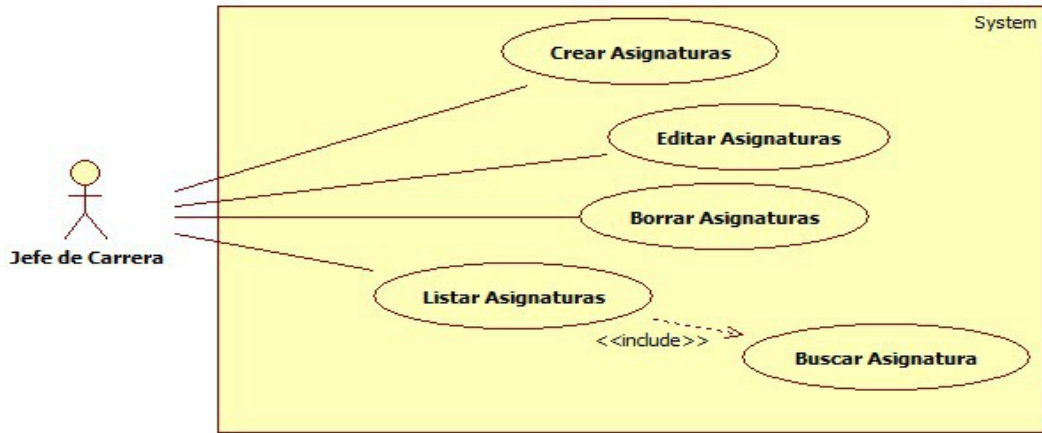 System
Crear Asignaturas
Editar Asignaturas
Borrar Asignaturas
Jefe de Carrera
Listar Asignaturas
<<include>>
Buscar Asignatura